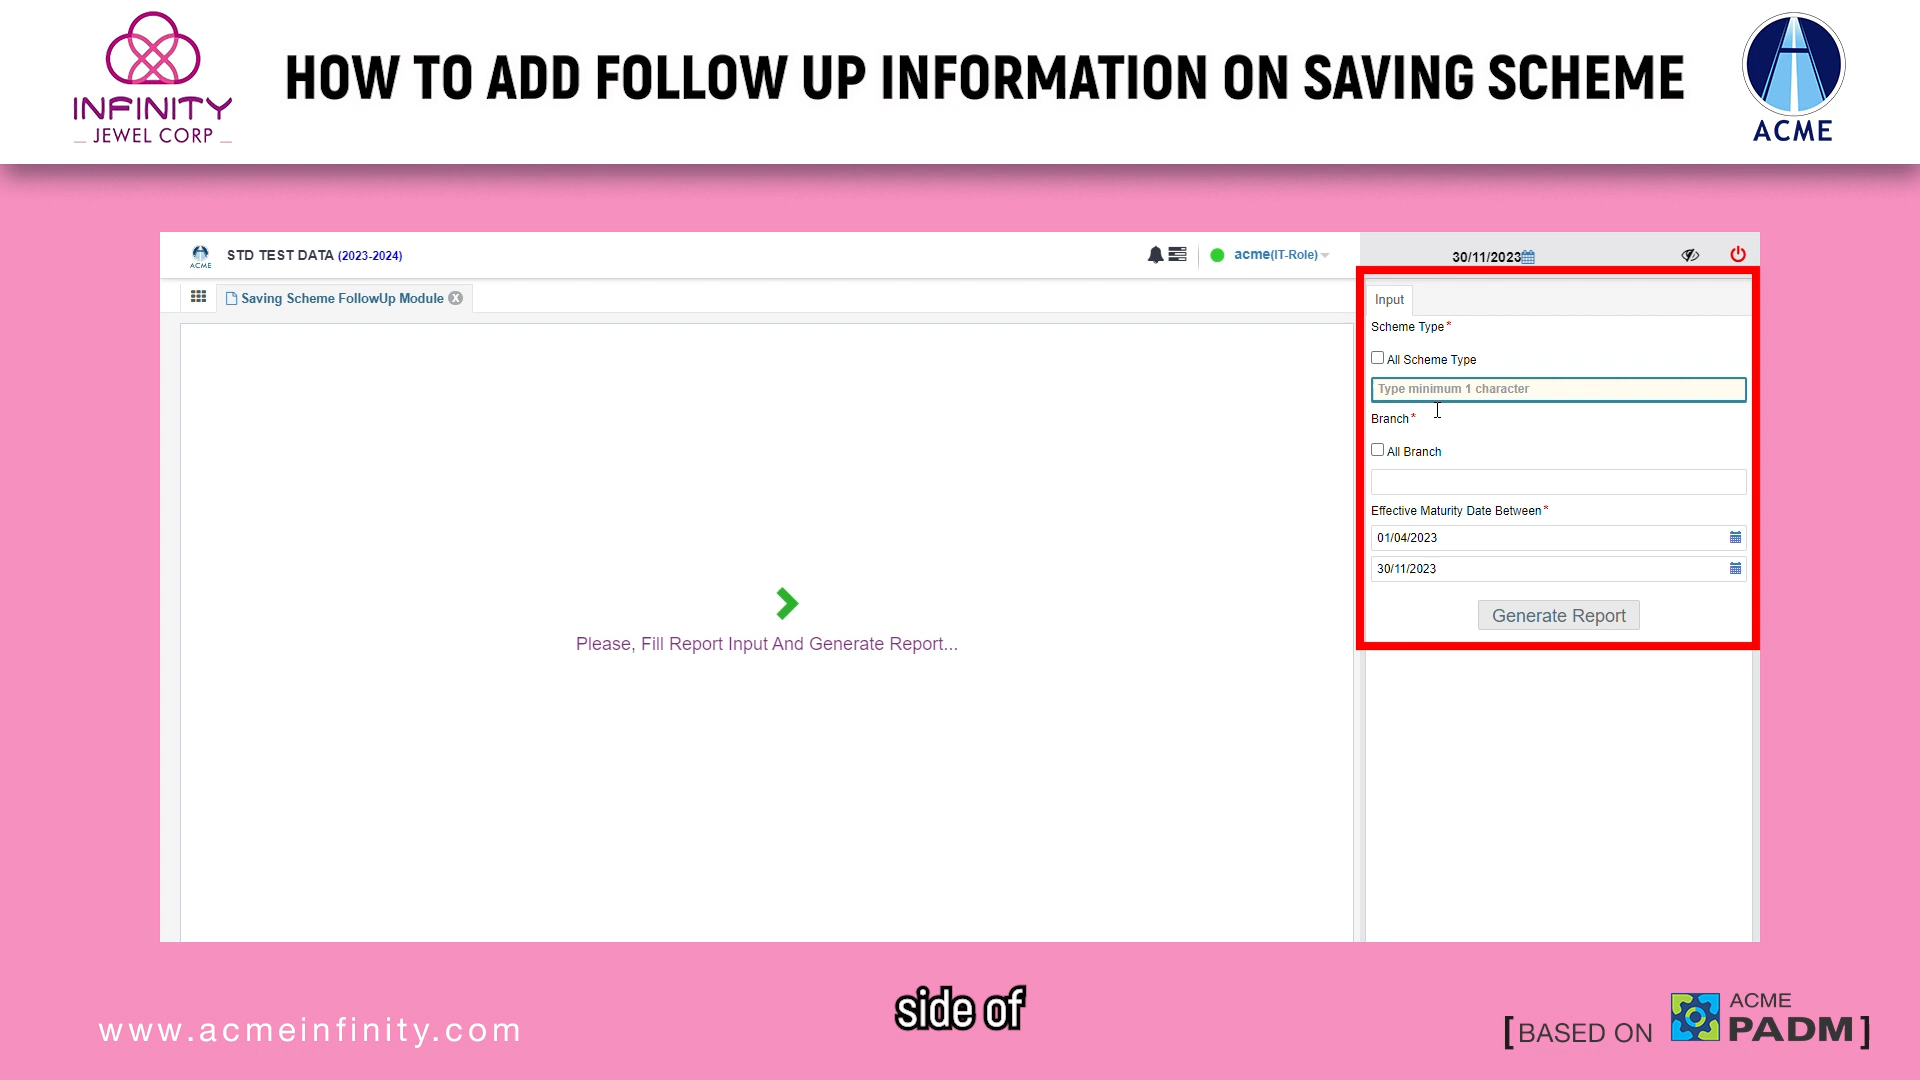 INFINITY
JEWEL CORP
HOW TO ADD FOLLOW UP INFORMATION ON SAVING SCHEME
ACME
ACME
STD TEST DATA (2023-2024)
acme(IT-Role)
30/11/2023
Saving Scheme FollowUp Module
Input
Scheme Type*
All Scheme Type
Type minimum 1 character
Branch*
All Branch
Effective Maturity Date Between*
01/04/2023
30/11/2023
Generate Report
Please, Fill Report Input And Generate Report...
side of
www.acmeinfinity.com
[BASED ON ACME PADM]